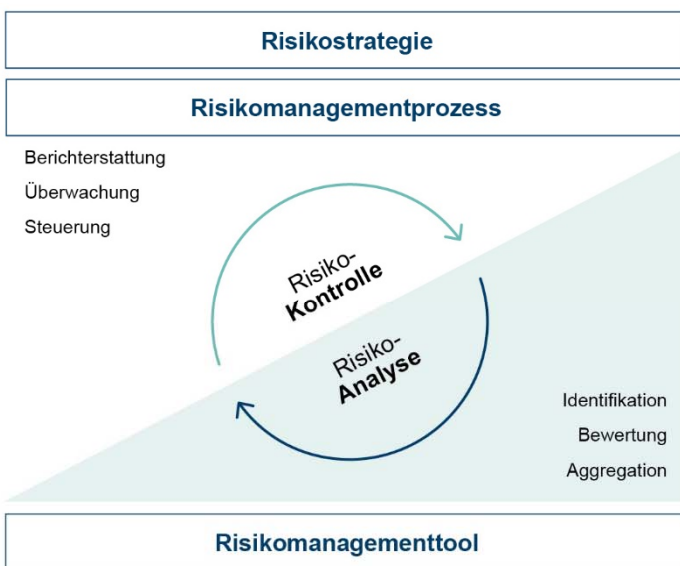 Risikostrategie
Risikomanagementprozess
Berichterstattung
Überwachung
Steuerung
Risiko-
Kontrolle
Risiko-
Analyse
Identifikation
Bewertung
Aggregation
Risikomanagementtool